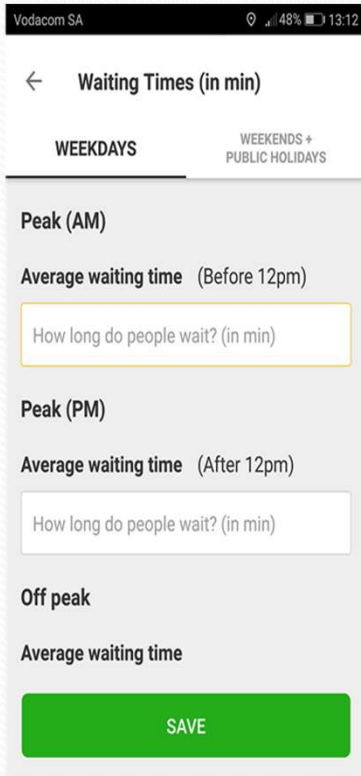 Vodacom SA 48% 13:12
Waiting Times (in min)
WEEKDAYS
WEEKENDS +
PUBLIC HOLIDAYS
Peak (AM)
Average waiting time (Before 12pm)
How long do people wait? (in min)
Peak (PM)
Average waiting time (After 12pm)
How long do people wait? (in min)
Off peak
Average waiting time
SAVE